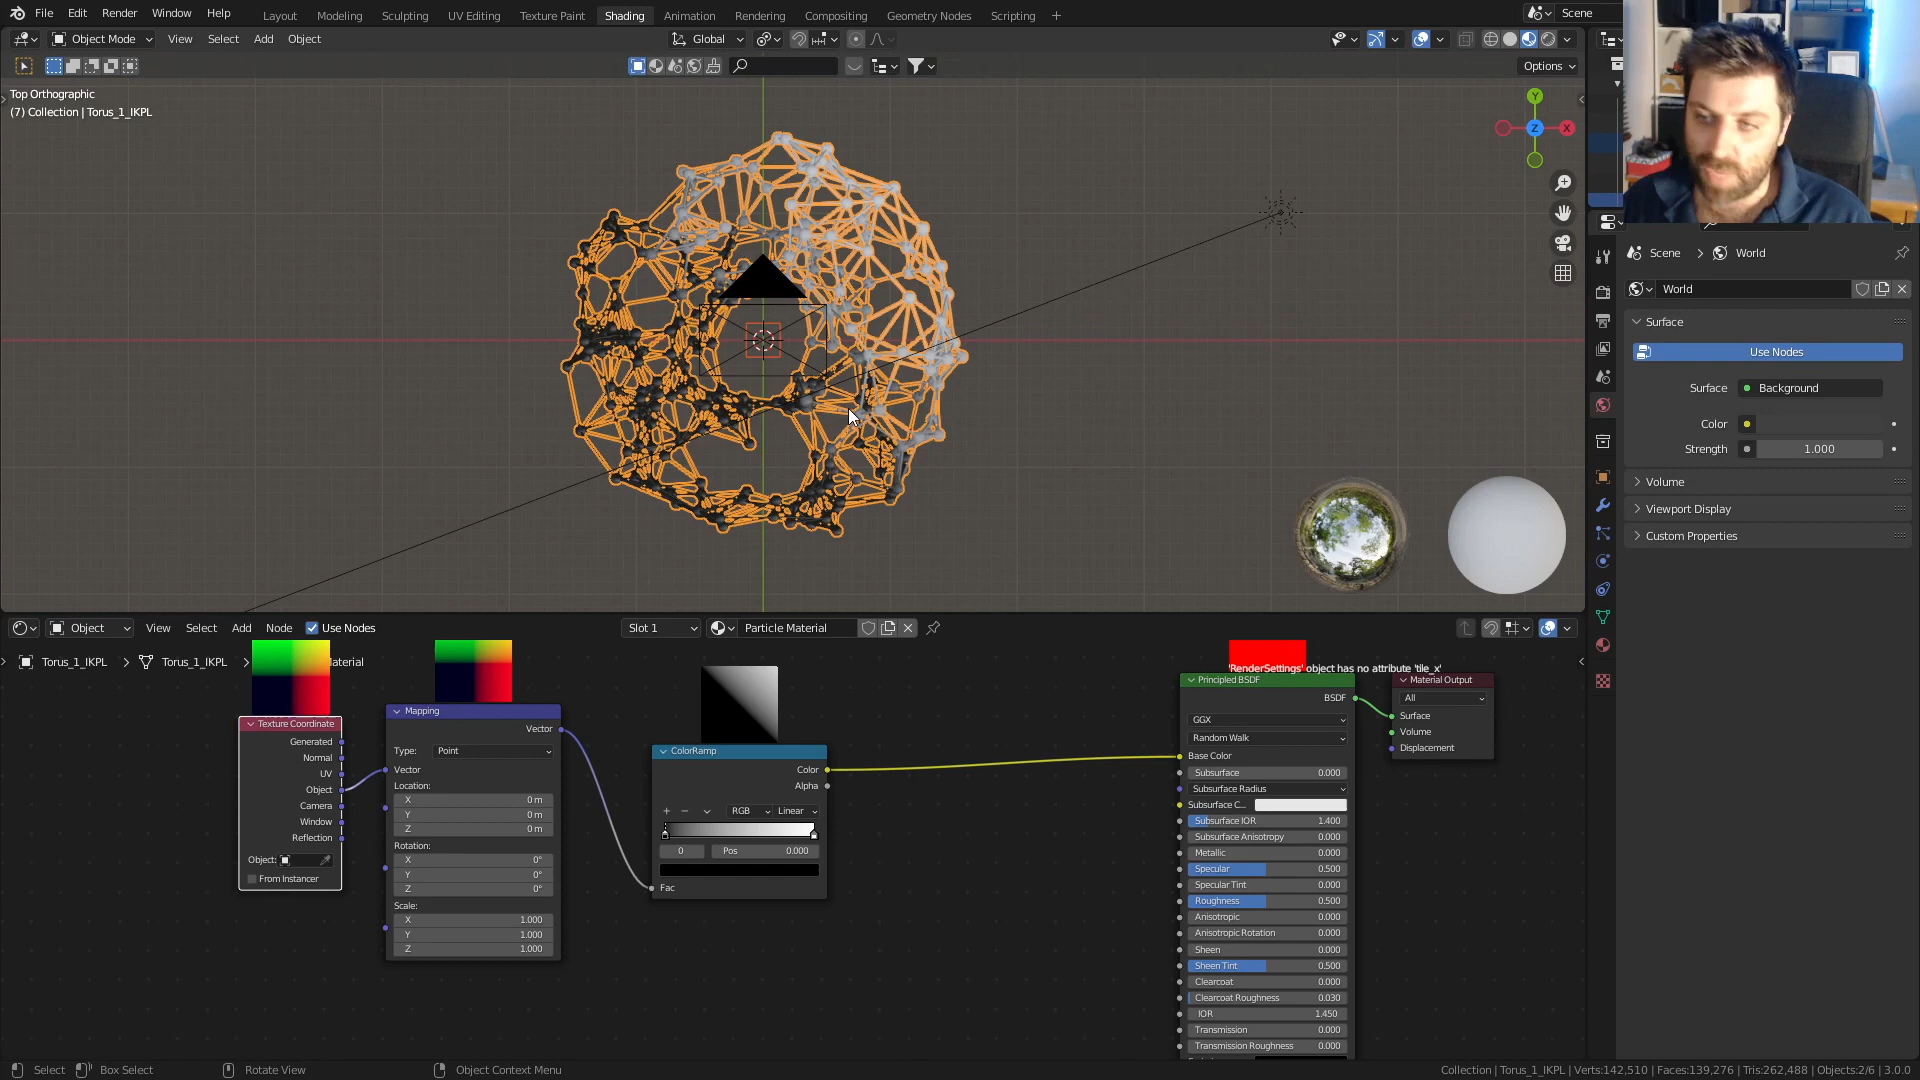 File Edit Render Window Help
Layout Modeling Sculpting UV Editing Texture Paint Shading Animation Rendering Compositing Geometry Nodes Scripting +
Scene
Object Mode View Select Add Object
Global
Options
Top Orthographic
(7) Collection | Torus_1_IKPL
Y
Z
X
Scene > World
World
Surface
Use Nodes
Surface Background
Color
Strength 1.000
Volume
Viewport Display
Custom Properties
Object View Select Add Node Use Nodes
Slot 1
Particle Material
Torus_1_IKPL > Torus_1_IKPL > Material
'RenderSettings' object has no attribute 'tile_x'
Texture Coordinate
Generated
Normal
UV
Object
Camera
Window
Reflection
Object:
From Instancer
Mapping
Vector
Type: Point
Vector
Location:
X 0 m
Y 0 m
Z 0 m
Rotation:
X 0°
Y 0°
Z 0°
Scale:
X 1.000
Y 1.000
Z 1.000
ColorRamp
Color
Alpha
+ − RGB Linear
0 Pos 0.000
Fac
Principled BSDF
BSDF
GGX
Random Walk
Base Color
Subsurface 0.000
Subsurface Radius
Subsurface C...
Subsurface IOR 1.400
Subsurface Anisotropy 0.000
Metallic 0.000
Specular 0.500
Specular Tint 0.000
Roughness 0.500
Anisotropic 0.000
Anisotropic Rotation 0.000
Sheen 0.000
Sheen Tint 0.500
Clearcoat 0.000
Clearcoat Roughness 0.030
IOR 1.450
Transmission 0.000
Transmission Roughness 0.000
Material Output
All
Surface
Volume
Displacement
Select Box Select Rotate View Object Context Menu
Collection | Torus_1_IKPL | Verts:142,510 | Faces:139,276 | Tris:262,488 | Objects:2/6 | 3.0.0